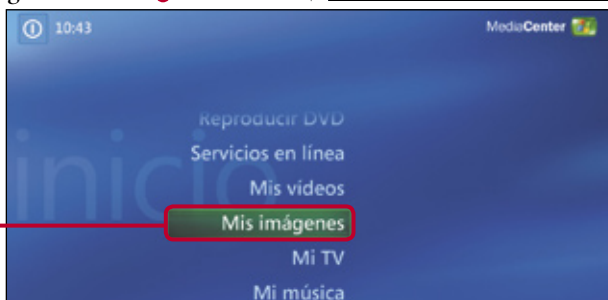 10:43
MediaCenter
inicio
Reproducir DVD
Servicios en línea
Mis vídeos
Mis imágenes
Mi TV
Mi música